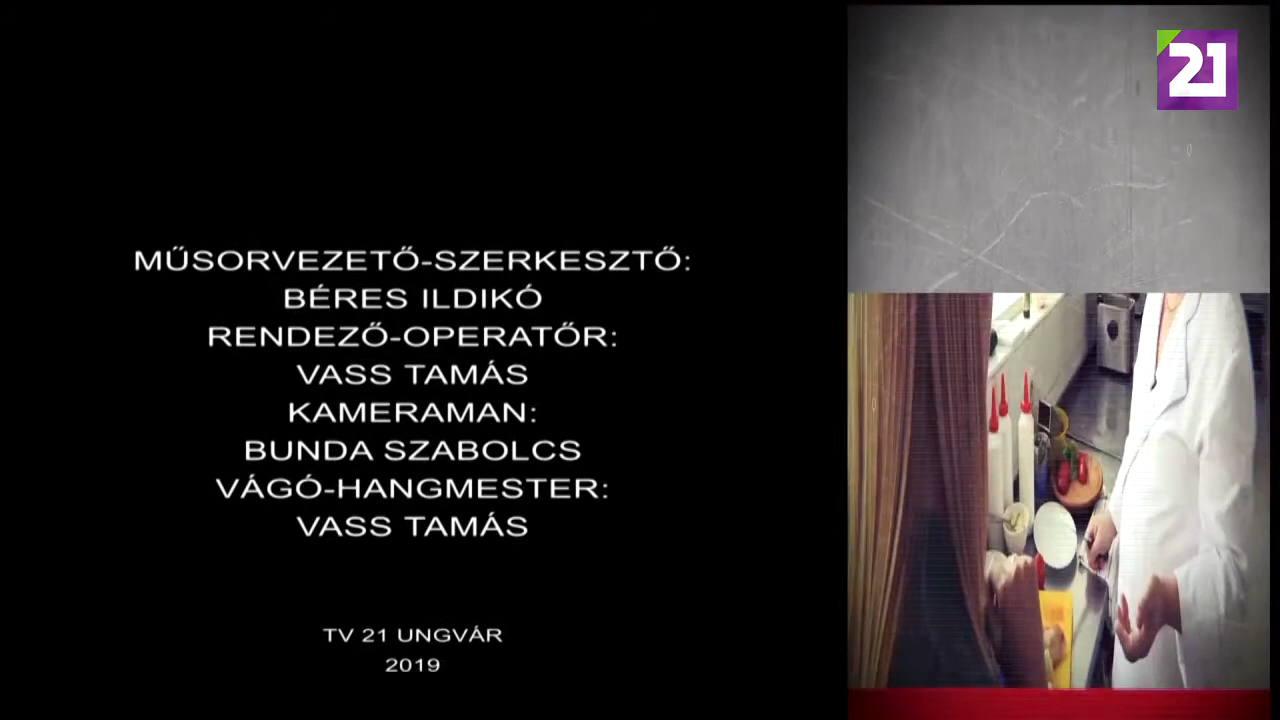 21
MŰSORVEZETŐ-SZERKESZTŐ:
BÉRES ILDIKÓ
RENDEZŐ-OPERATŐR:
VASS TAMÁS
KAMERAMAN:
BUNDA SZABOLCS
VÁGÓ-HANGMESTER:
VASS TAMÁS
TV 21 UNGVÁR
2019